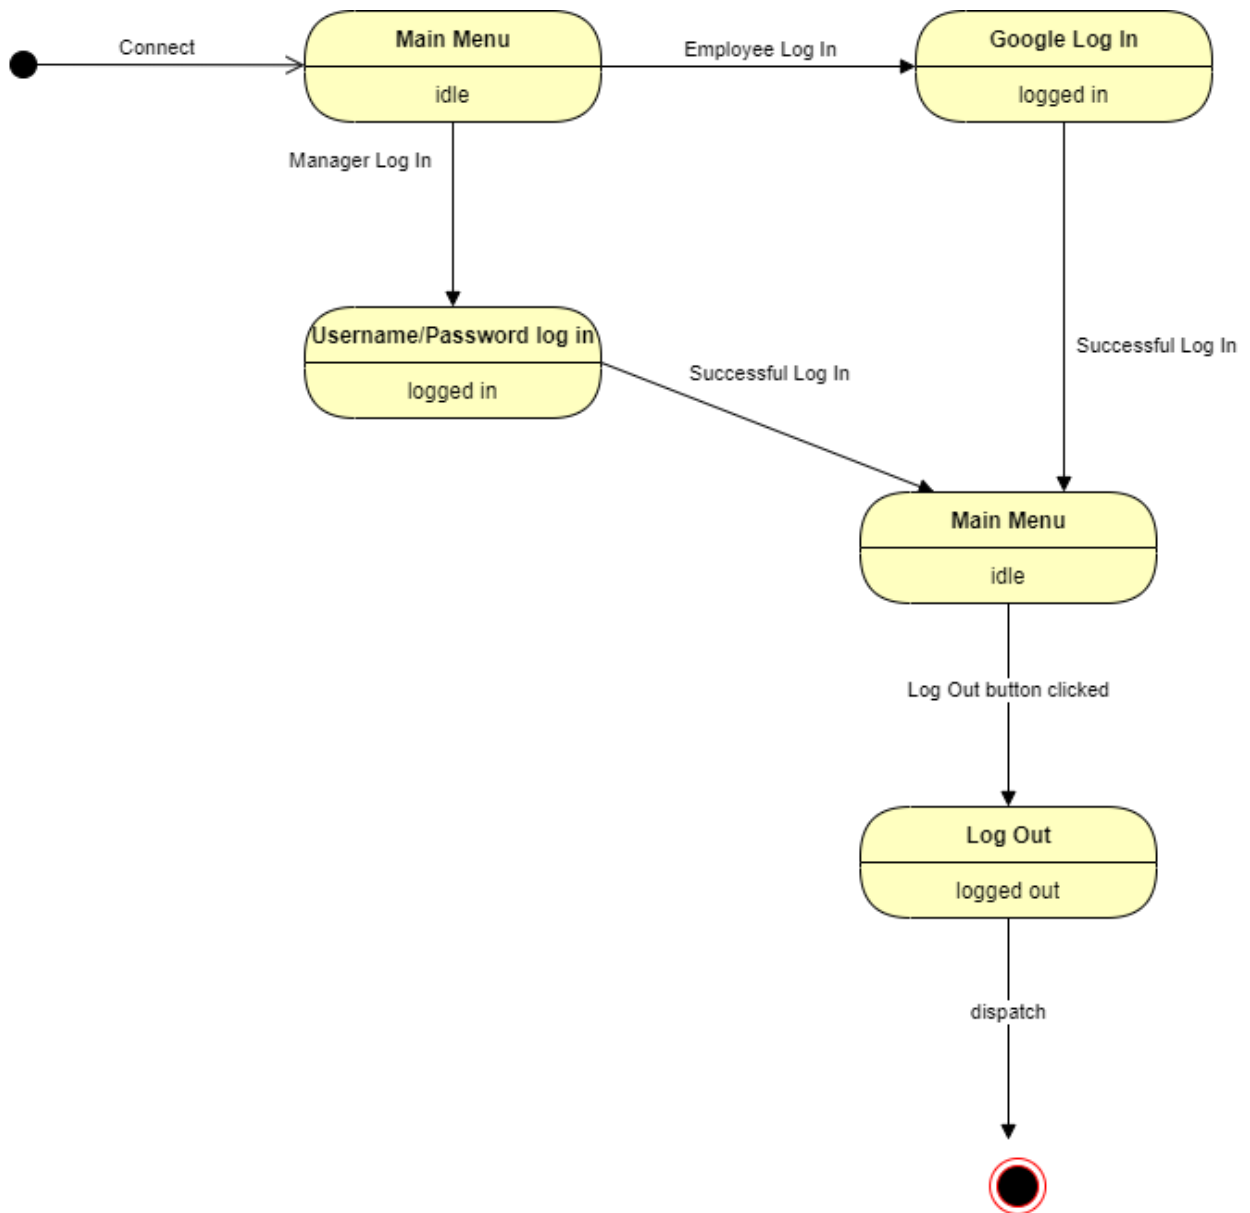 Connect
Main Menu
idle
Employee Log In
Google Log In
logged in
Manager Log In
Username/Password log in
logged in
Successful Log In
Successful Log In
Main Menu
idle
Log Out button clicked
Log Out
logged out
dispatch